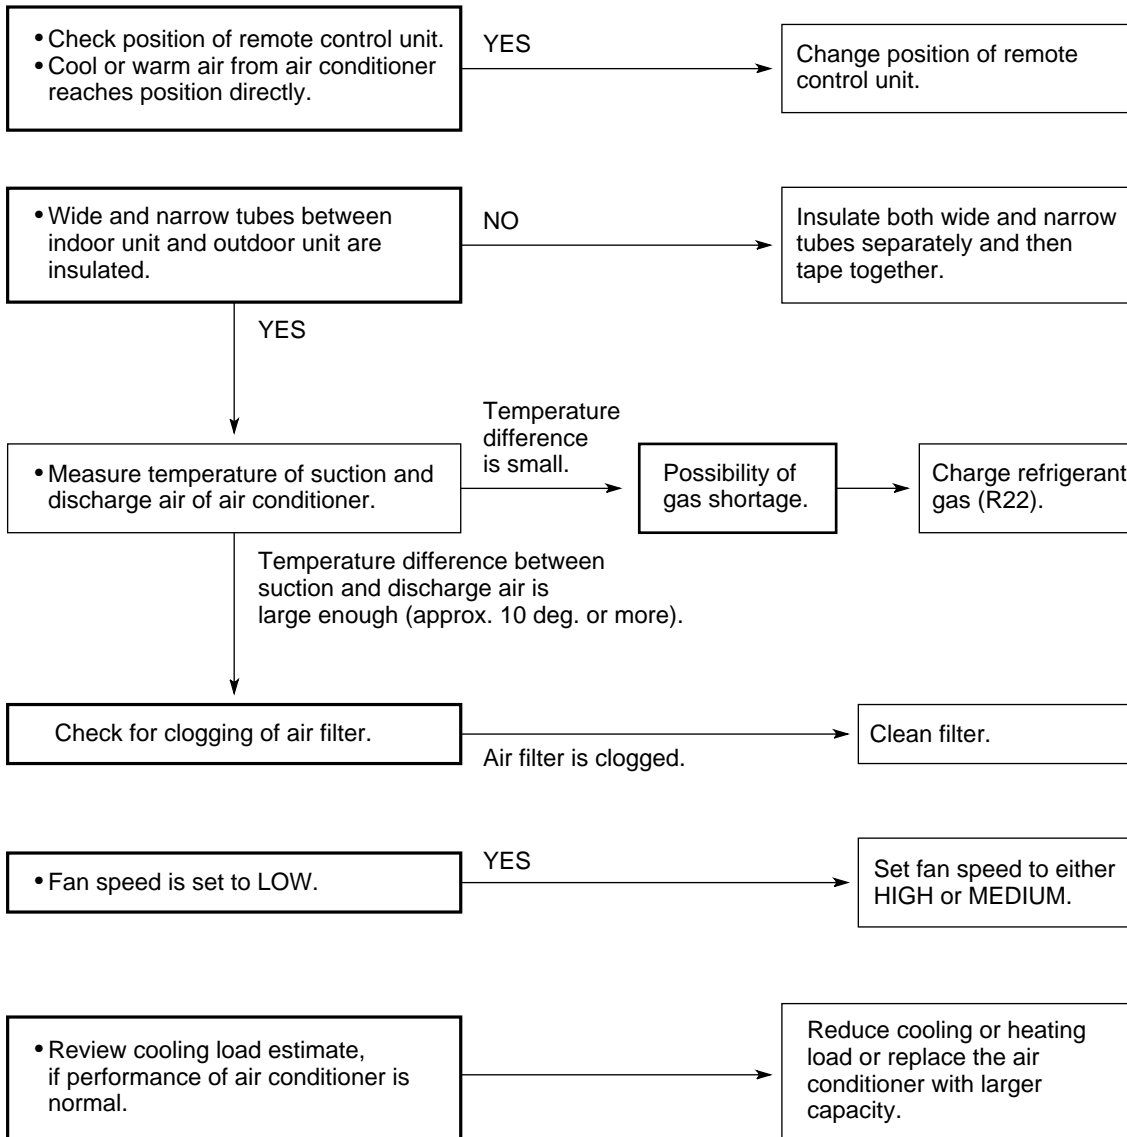 • Check position of remote control unit.
• Cool or warm air from air conditioner
reaches position directly.
YES
Change position of remote
control unit.
• Wide and narrow tubes between
indoor unit and outdoor unit are
insulated.
NO
Insulate both wide and narrow
tubes separately and then
tape together.
YES
• Measure temperature of suction and
discharge air of air conditioner.
Temperature
difference
is small.
Possibility of
gas shortage.
Charge refrigerant
gas (R22).
Temperature difference between
suction and discharge air is
large enough (approx. 10 deg. or more).
Check for clogging of air filter.
Air filter is clogged.
Clean filter.
• Fan speed is set to LOW.
YES
Set fan speed to either
HIGH or MEDIUM.
• Review cooling load estimate,
if performance of air conditioner is
normal.
Reduce cooling or heating
load or replace the air
conditioner with larger
capacity.